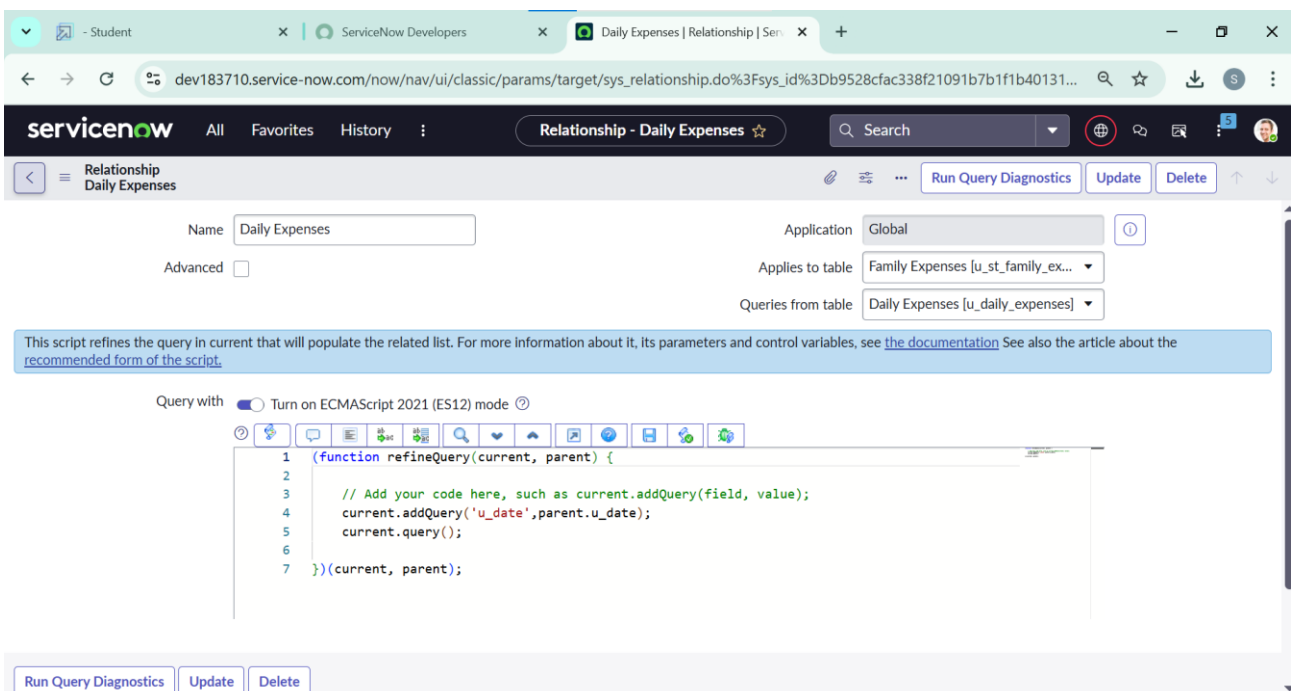 - Student
ServiceNow Developers
Daily Expenses | Relationship | Serv
dev183710.service-now.com/now/nav/ui/classic/params/target/sys_relationship.do%3Fsys_id%3Db9528cfac338f21091b7b1f1b40131...
S
servicenow All Favorites History Relationship - Daily Expenses Search 5
Relationship
Daily Expenses
Run Query Diagnostics Update Delete
Name Daily Expenses Application Global
Advanced Applies to table Family Expenses [u_st_family_ex...
Queries from table Daily Expenses [u_daily_expenses]
This script refines the query in current that will populate the related list. For more information about it, its parameters and control variables, see the documentation See also the article about the
recommended form of the script.
Query with Turn on ECMAScript 2021 (ES12) mode
1 (function refineQuery(current, parent) {
2
3 // Add your code here, such as current.addQuery(field, value);
4 current.addQuery('u_date',parent.u_date);
5 current.query();
6
7 })(current, parent);
Run Query Diagnostics Update Delete